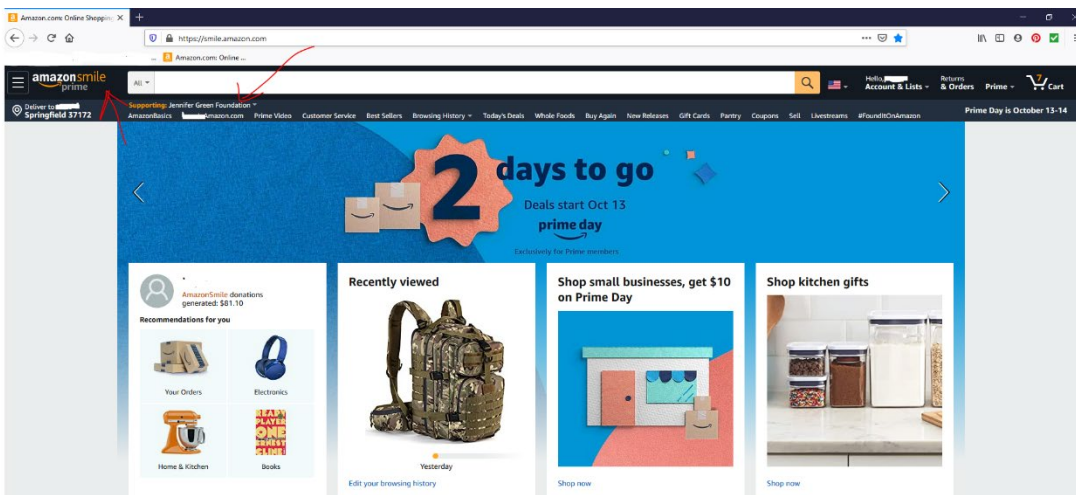 Amazon.com: Online Shopping
https://smile.amazon.com
Amazon.com: Online ...
amazonsmile
prime
All
Hello,
Account & Lists
Returns
& Orders
Prime
7
Cart
Deliver to
Springfield 37172
Supporting: Jennifer Green Foundation
Prime Day is October 13-14
AmazonBasics Amazon.com Prime Video Customer Service Best Sellers Browsing History Today's Deals Whole Foods Buy Again New Releases Gift Cards Pantry Coupons Sell Livestreams #FoundItOnAmazon
2 days to go
Deals start Oct 13
prime day
Exclusively for Prime members
AmazonSmile donations
generated: $81.10
Recommendations for you
Your Orders
Electronics
READY
PLAYER
ONE
ERNEST
CLINE
Home & Kitchen
Books
Recently viewed
Yesterday
Edit your browsing history
Shop small businesses, get $10
on Prime Day
Shop now
Shop kitchen gifts
Shop now